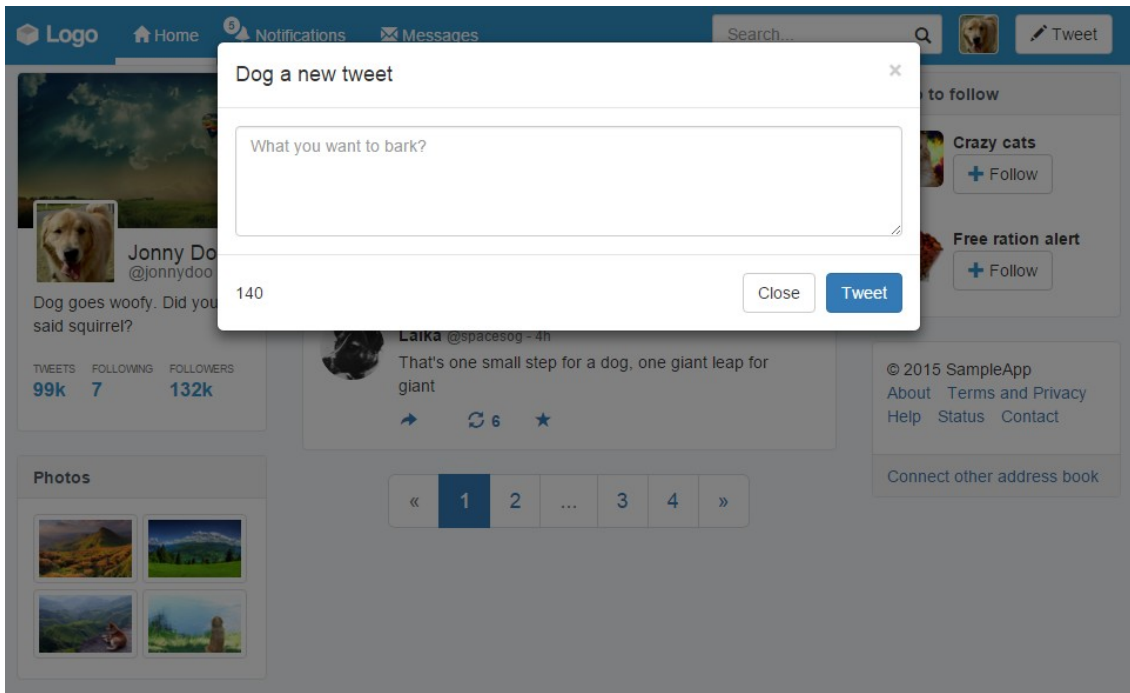 Logo
Home
5
Notifications
Messages
Search...
Tweet
Dog a new tweet
×
What you want to bark?
140
Close
Tweet
Jonny Do
@jonnydoo
Dog goes woofy. Did you
said squirrel?
TWEETS FOLLOWING FOLLOWERS
99k 7 132k
Photos
Laika @spacesog - 4h
That's one small step for a dog, one giant leap for
giant
6
« 1 2 ... 3 4 »
to follow
Crazy cats
+ Follow
Free ration alert
+ Follow
© 2015 SampleApp
About Terms and Privacy
Help Status Contact
Connect other address book